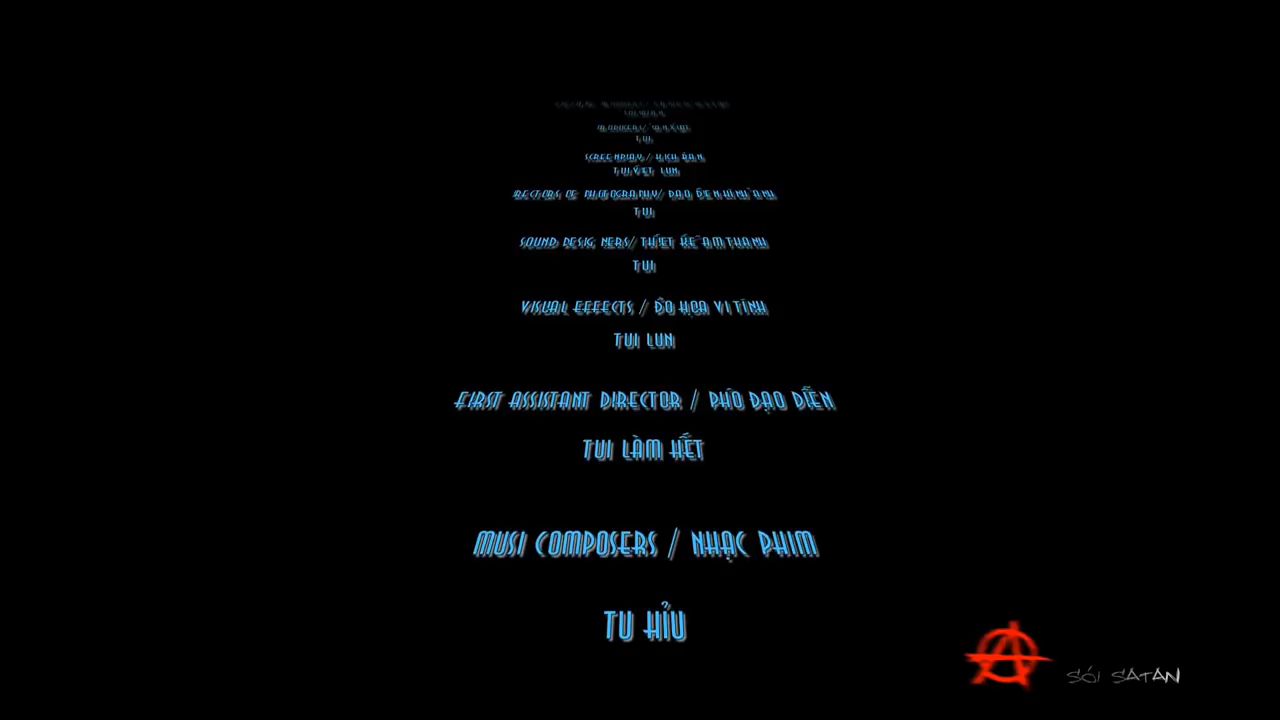 TUI
SCREENPLAY / KỊCH BẢN
TUI VIẾT LUN
TUI
SOUND DESIG NERS/ THIẾT KẾ ÂM THANH
TUI
VISUAL EFFECTS / ĐỒ HỌA VI TÍNH
TUI LUN
FIRST ASSISTANT DIRECTOR / PHÓ ĐẠO DIỄN
TUI LÀM HẾT
MUSI COMPOSERS / NHẠC PHIM
TU HỈU
SÓI SATAN